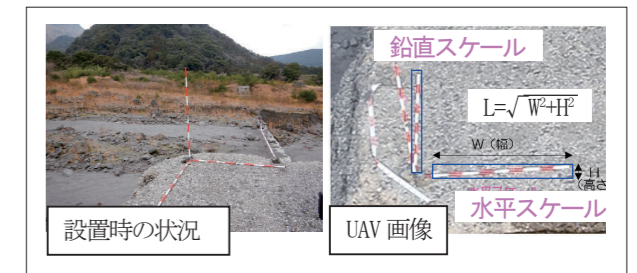 鉛直スケール
L=√W²+H²
W（幅）
H
（高さ
水平スケール
設置時の状況
UAV 画像